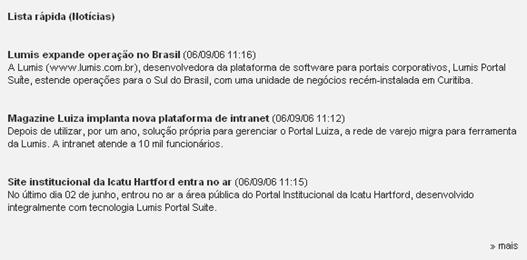 Lista rápida (Notícias)
Lumis expande operação no Brasil (06/09/06 11:16)
A Lumis (www.lumis.com.br), desenvolvedora da plataforma de software para portais corporativos, Lumis Portal
Suíte, estende operações para o Sul do Brasil, com uma unidade de negócios recém-instalada em Curitiba.
Magazine Luiza implanta nova plataforma de intranet (06/09/06 11:12)
Depois de utilizar, por um ano, solução própria para gerenciar o Portal Luiza, a rede de varejo migra para ferramenta
da Lumis. A intranet atende a 10 mil funcionários.
Site institucional da Icatu Hartford entra no ar (06/09/06 11:15)
No último dia 02 de junho, entrou no ar a área pública do Portal Institucional da Icatu Hartford, desenvolvido
integralmente com tecnologia Lumis Portal Suite.
» mais